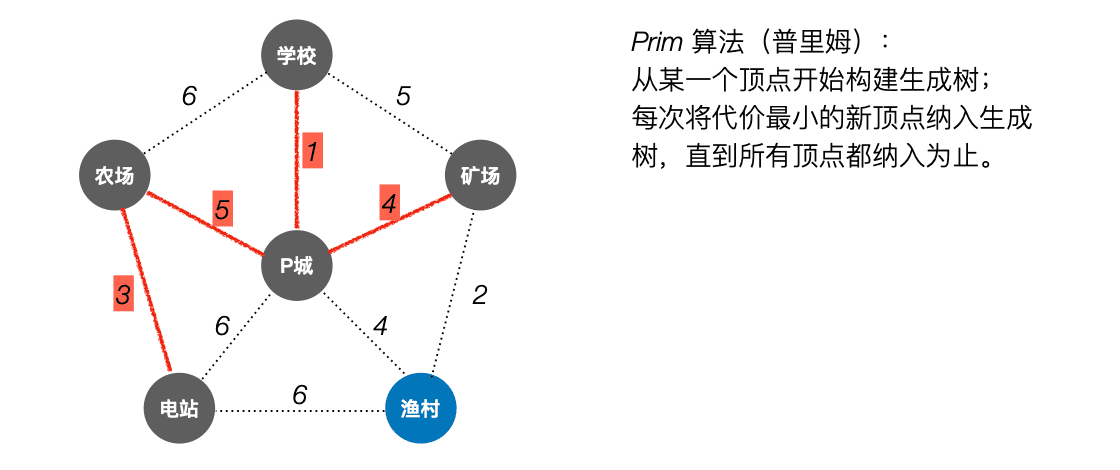 学校
Prim 算法（普里姆）：
从某一个顶点开始构建生成树；
每次将代价最小的新顶点纳入生成
树，直到所有顶点都纳入为止。
6
5
1
农场
矿场
5
4
P城
3
2
6
4
6
电站
渔村